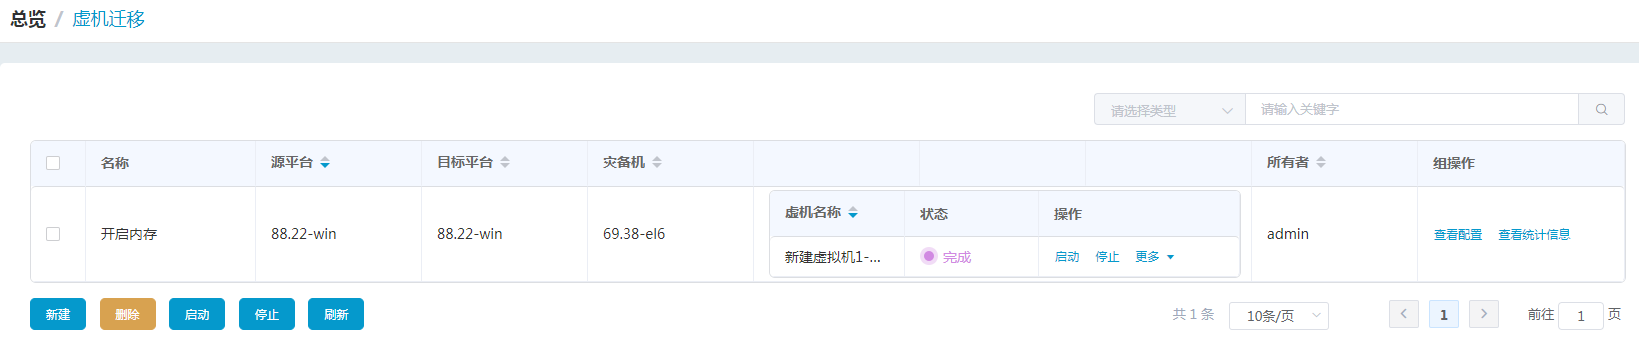 总览 / 虚机迁移
请选择类型 请输入关键字
名称 源平台 目标平台 灾备机 所有者 组操作
虚机名称 状态 操作
开启内存 88.22-win 88.22-win 69.38-el6 admin 查看配置 查看统计信息
新建虚拟机1-... 完成 启动 停止 更多
新建 删除 启动 停止 刷新 共 1 条 10条/页 1 前往 1 页